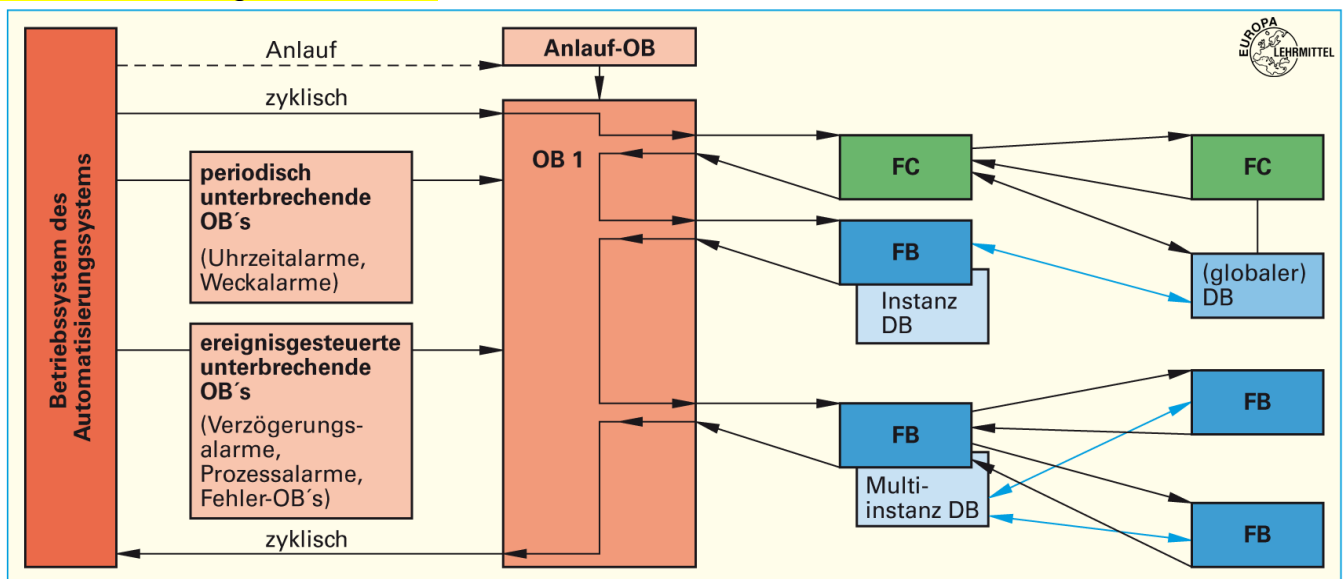 EUROPA
LEHRMITTEL
Betriebssystem des
Automatisierungssystems
Anlauf
Anlauf-OB
zyklisch
OB 1
periodisch
unterbrechende
OB´s
(Uhrzeitalarme,
Weckalarme)
ereignisgesteuerte
unterbrechende
OB´s
(Verzögerungs-
alarme,
Prozessalarme,
Fehler-OB´s)
zyklisch
FC
FC
FB
Instanz
DB
(globaler)
DB
FB
Multi-
instanz DB
FB
FB